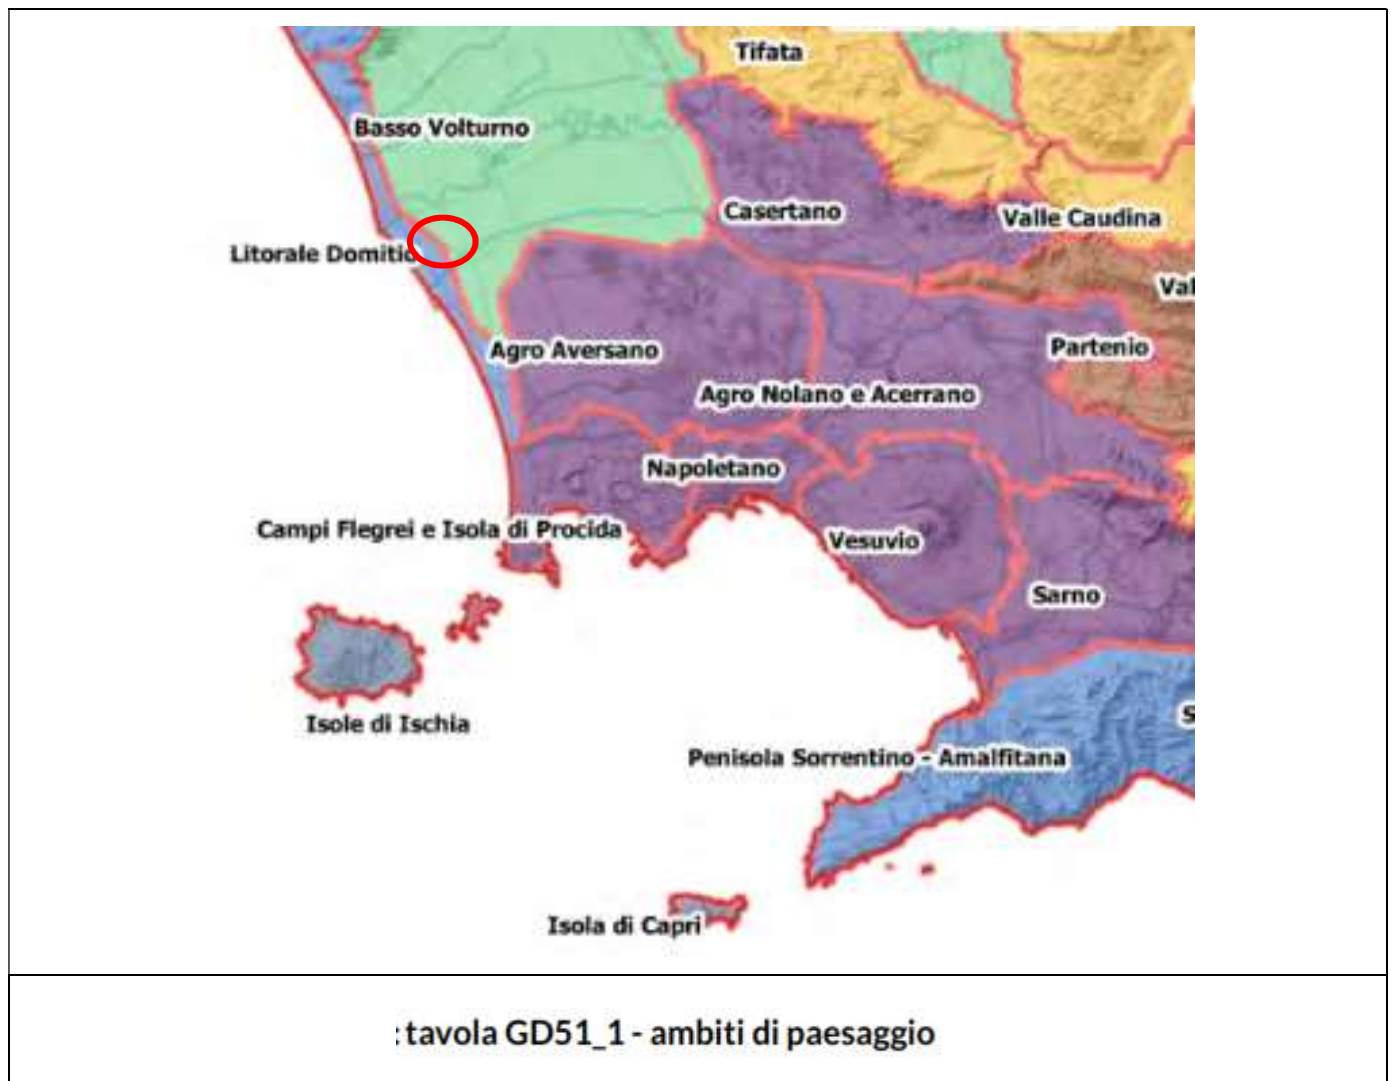 Tifata
Basso Volturno
Casertano
Valle Caudina
Litorale Domitio
Val
Agro Aversano
Partenio
Agro Nolano e Acerrano
Napoletano
Campi Flegrei e Isola di Procida
Vesuvio
Sarno
Isole di Ischia
S
Penisola Sorrentino - Amalfitana
Isola di Capri
: tavola GD51_1 - ambiti di paesaggio